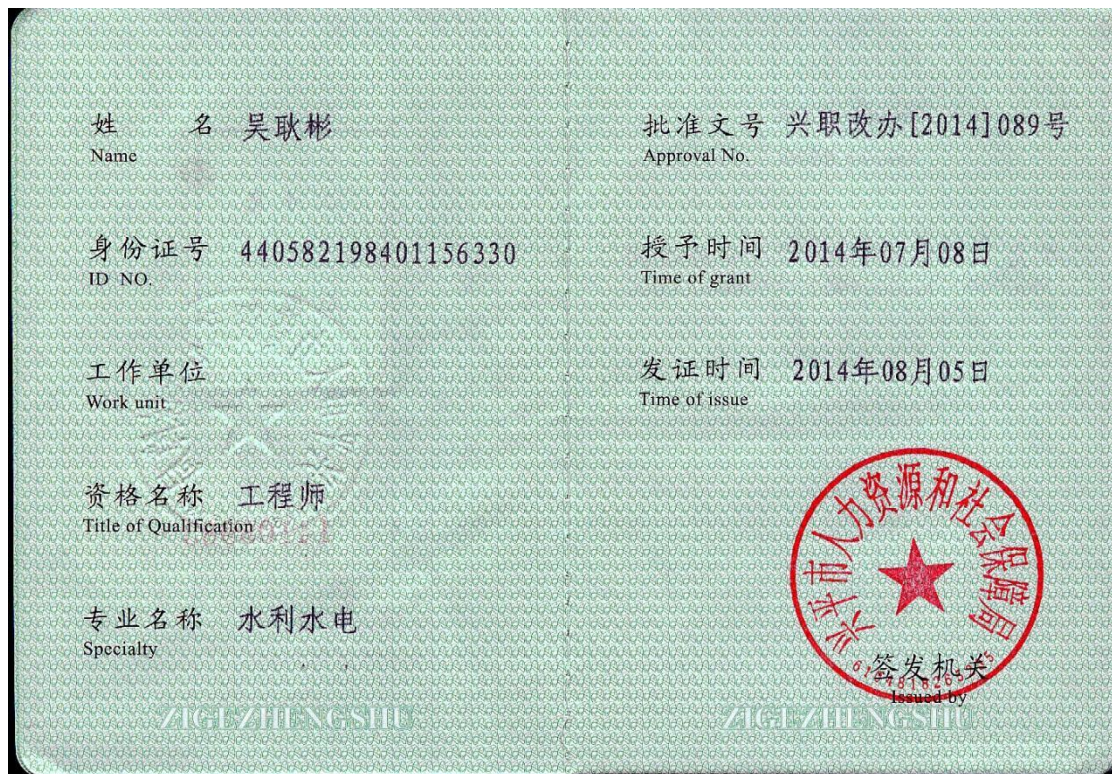 姓 名 吴耿彬
Name
身份证号 440582198401156330
ID NO.
工作单位
Work unit
资格名称 工程师
Title of Qualification
专业名称 水利水电
Specialty
ZIGEZHENGSHU
批准文号 兴职改办[2014]089号
Approval No.
授予时间 2014年07月08日
Time of grant
发证时间 2014年08月05日
Time of issue
兴平市人力资源和社会保障局
签发机关
Issued by
ZIGEZHENGSHU